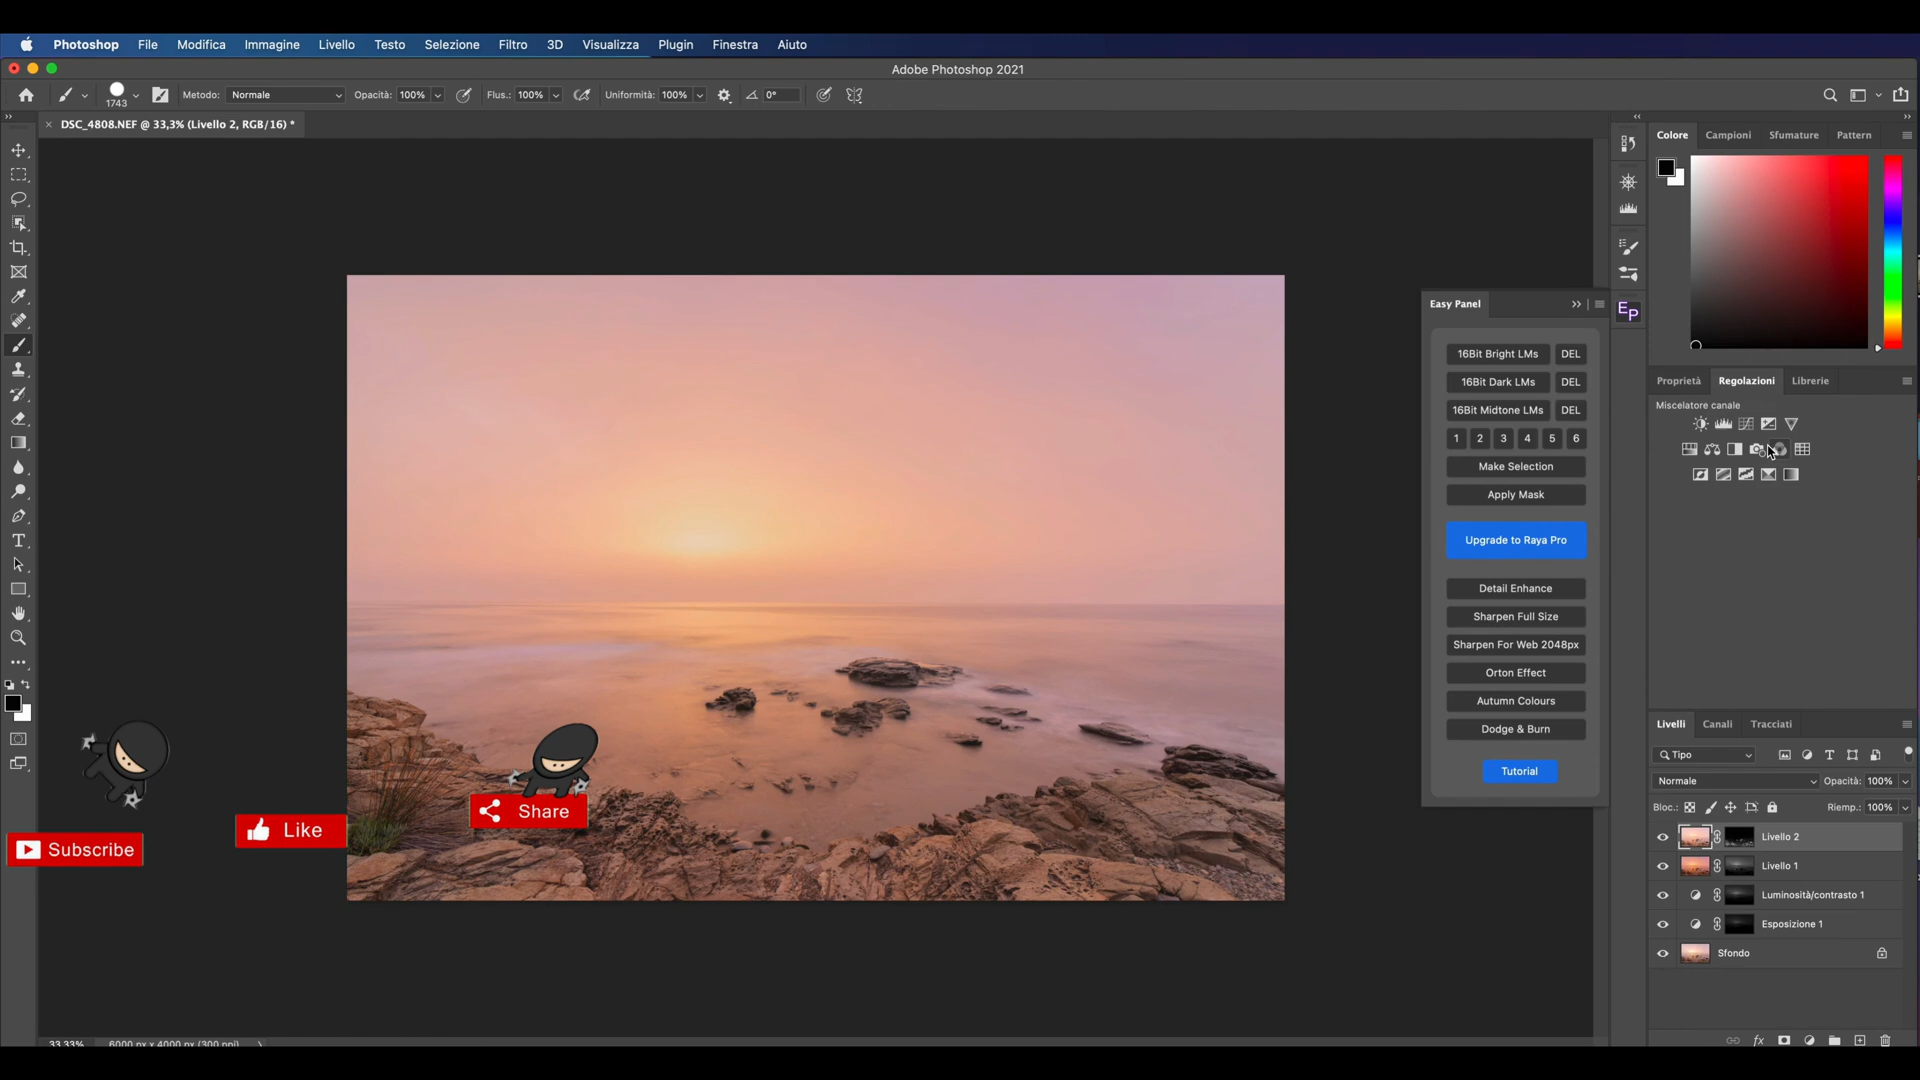 Photoshop File Modifica Immagine Livello Testo Selezione Filtro 3D Visualizza Plugin Finestra Aiuto
Adobe Photoshop 2021
1743 Metodo: Normale Opacità: 100% Flus.: 100% Uniformità: 100% 0°
DSC_4808.NEF @ 33,3% (Livello 2, RGB/16) *
Colore Campioni Sfumature Pattern
Easy Panel
EP
16Bit Bright LMs DEL
16Bit Dark LMs DEL
16Bit Midtone LMs DEL
1 2 3 4 5 6
Make Selection
Apply Mask
Upgrade to Raya Pro
Detail Enhance
Sharpen Full Size
Sharpen For Web 2048px
Orton Effect
Autumn Colours
Dodge & Burn
Tutorial
Proprietà Regolazioni Librerie
Miscelatore canale
Livelli Canali Tracciati
Tipo
Normale Opacità: 100%
Bloc.: Riemp.: 100%
Livello 2
Livello 1
Luminosità/contrasto 1
Esposizione 1
Sfondo
fx
Subscribe
Like
Share
33,33% 6000 px x 4000 px (300 ppi)